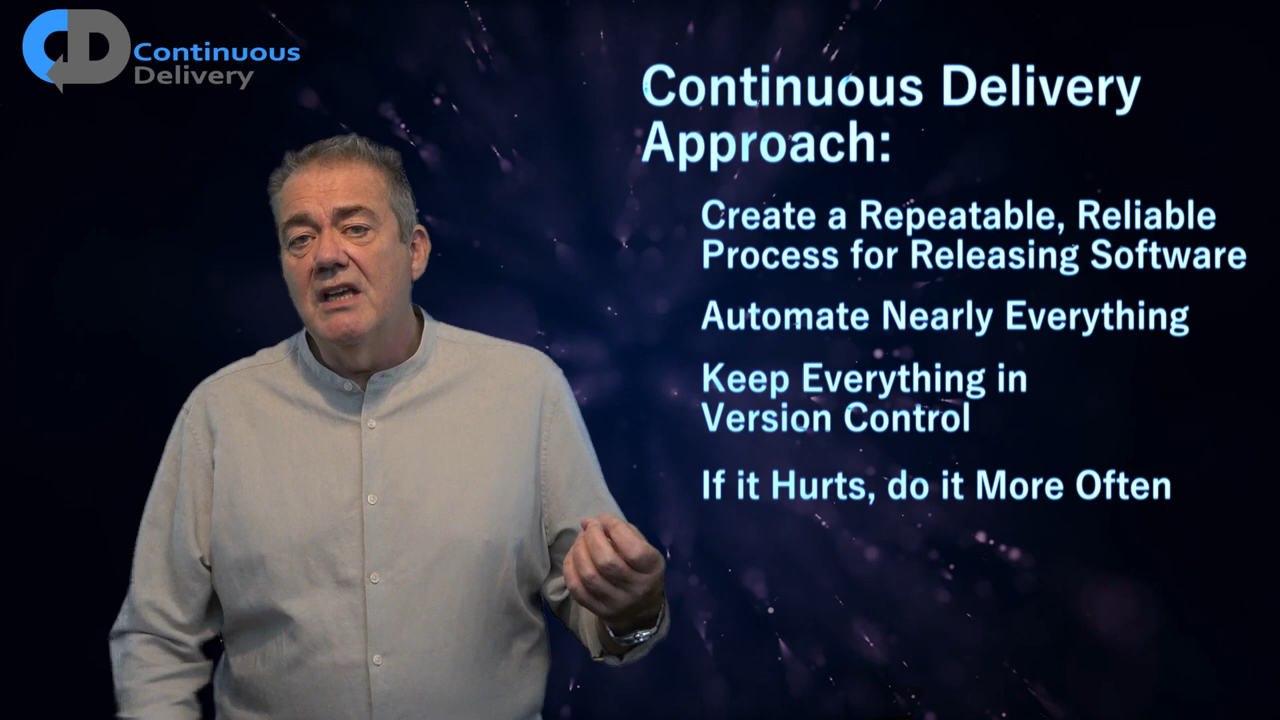 Continuous
Delivery
Continuous Delivery
Approach:
Create a Repeatable, Reliable
Process for Releasing Software
Automate Nearly Everything
Keep Everything in
Version Control
If it Hurts, do it More Often